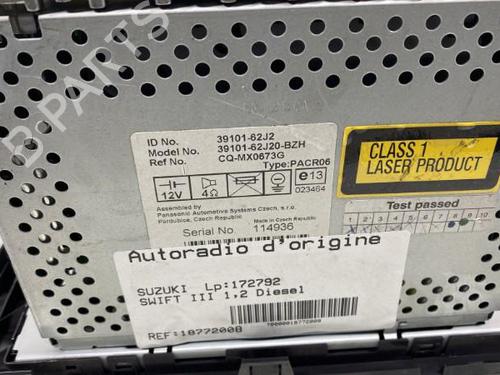 B-PARTS
ID No. 39101-62J2
Model No. 39101-62J20-BZH
Ref No. CQ-MX0673G
Type:PACR06
12V 4Ω e13
023464
CLASS 1
LASER PRODUCT
Assembled by
Panasonic Automotive Systems Czech, s.r.o.
Pardubice, Czech Republic
Made in Czech Republic
Serial No. 114936
Test passed
1 2 3 4 5 6 7 8 9 10
Autoradio d'origine
SUZUKI Lp:172792
SWIFT III 1,2 Diesel
REF:18772008